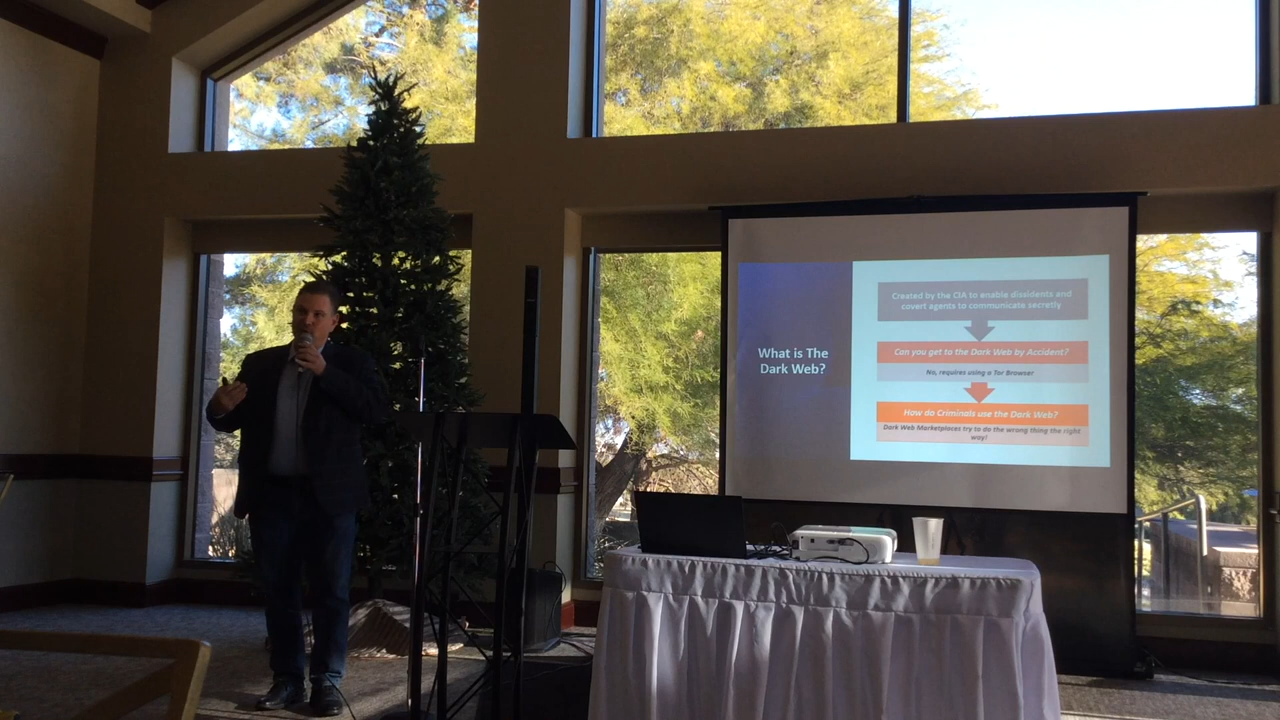 What is The
Dark Web?
Created by the CIA to enable dissidents and
covert agents to communicate secretly
Can you get to the Dark Web by Accident?
No, requires using a Tor Browser
How do Criminals use the Dark Web?
Dark Web Marketplaces try to do the wrong thing the right
way!